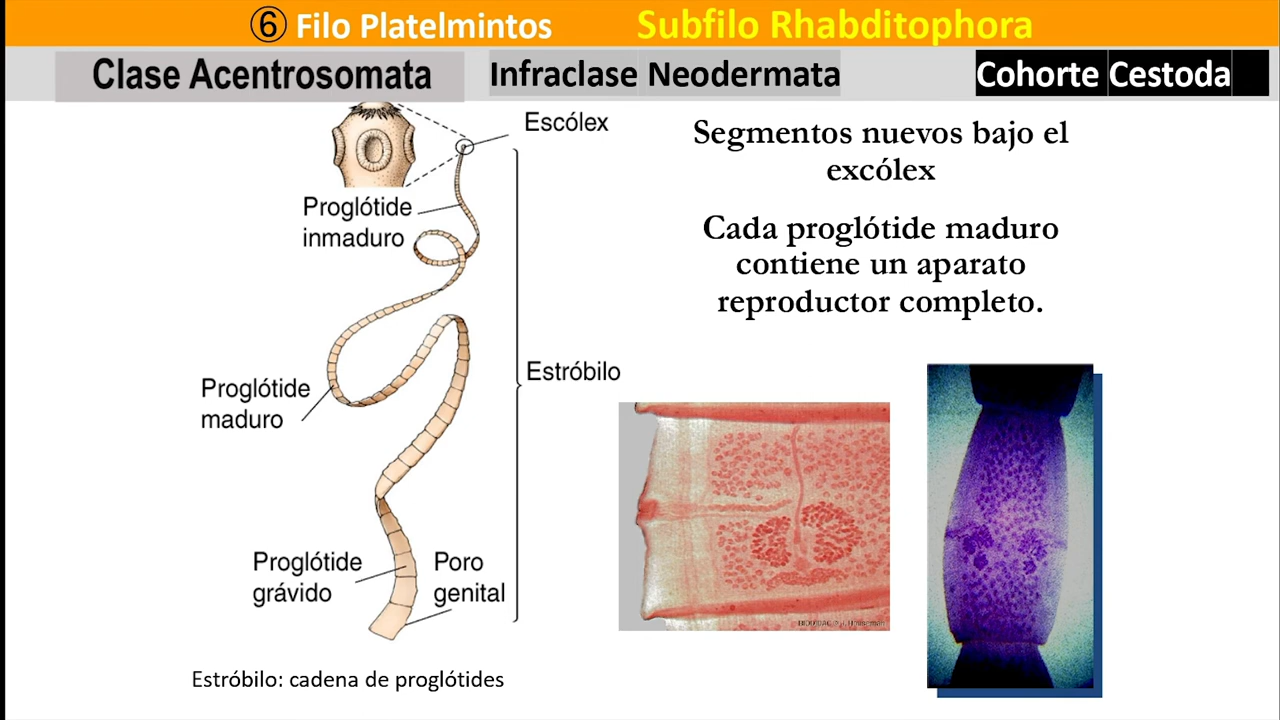 ⑥ Filo Platelmintos
Subfilo Rhabditophora
Clase Acentrosomata
Infraclase Neodermata
Cohorte Cestoda
Escólex
Proglótide
inmaduro
Proglótide
maduro
Estróbilo
Proglótide
grávido
Poro
genital
Estróbilo: cadena de proglótides
Segmentos nuevos bajo el
excólex
Cada proglótide maduro
contiene un aparato
reproductor completo.